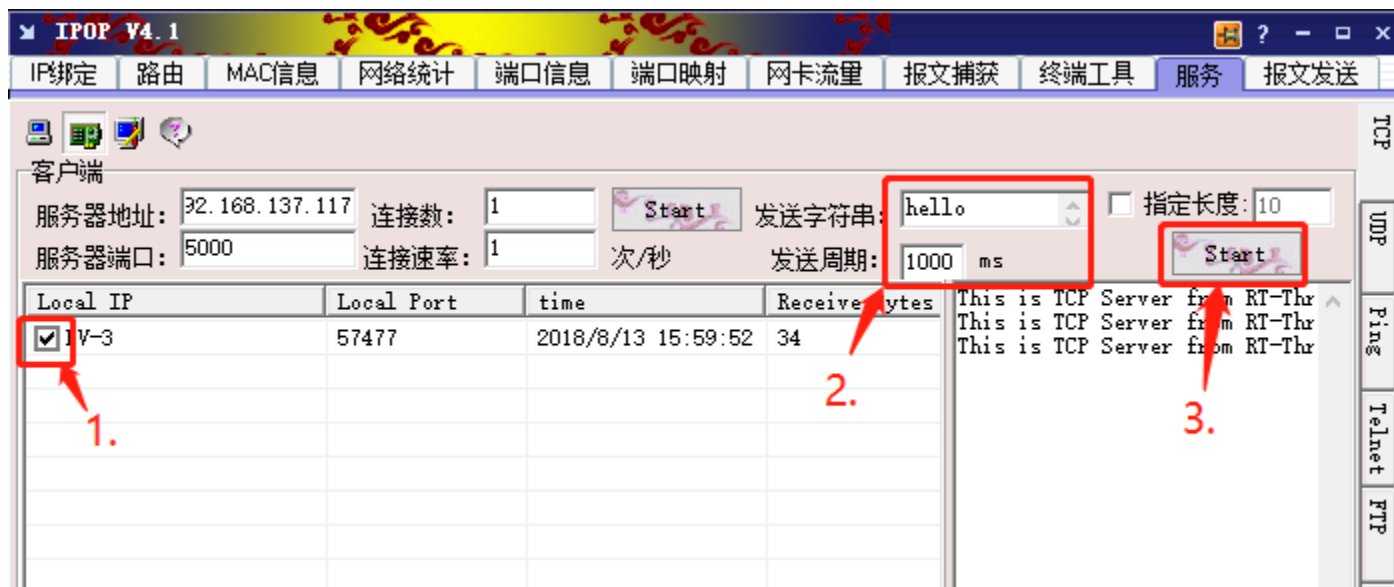 IPOP V4.1
IP绑定 路由 MAC信息 网络统计 端口信息 端口映射 网卡流量 报文捕获 终端工具 服务 报文发送
客户端
服务器地址: 92.168.137.117 连接数: 1 Start 发送字符串: hello 指定长度: 10
服务器端口: 5000 连接速率: 1 次/秒 发送周期: 1000 ms Start
Local IP Local Port time Receive ytes
V-3 57477 2018/8/13 15:59:52 34
This is TCP Server from RT-Thr
This is TCP Server from RT-Thr
This is TCP Server from RT-Thr
1.
2.
3.
TCP
UDP
Ping
Telnet
FTP